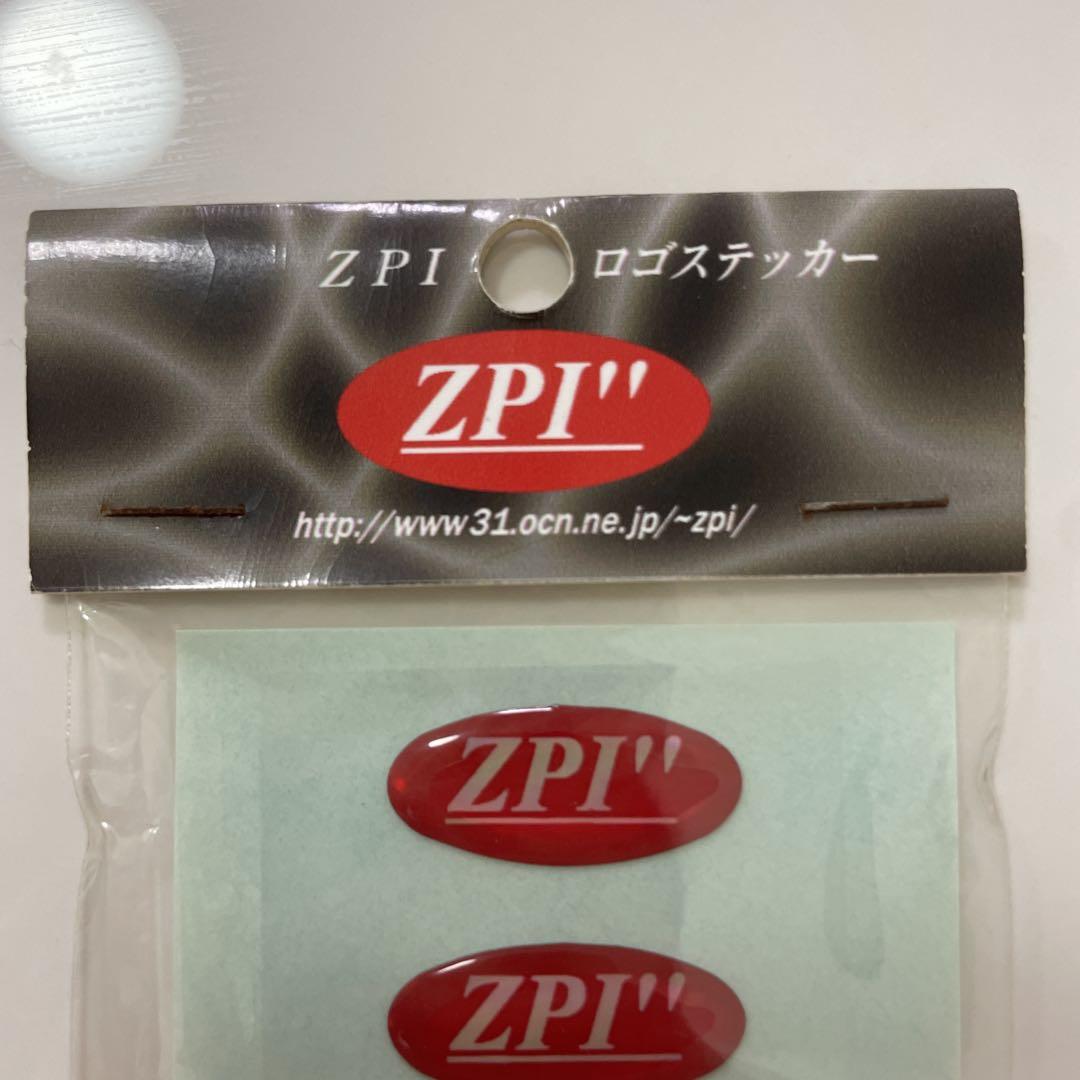 ZPI ロゴステッカー
ZPI"
http://www31.ocn.ne.jp/~zpi/
ZPI"
ZPI"